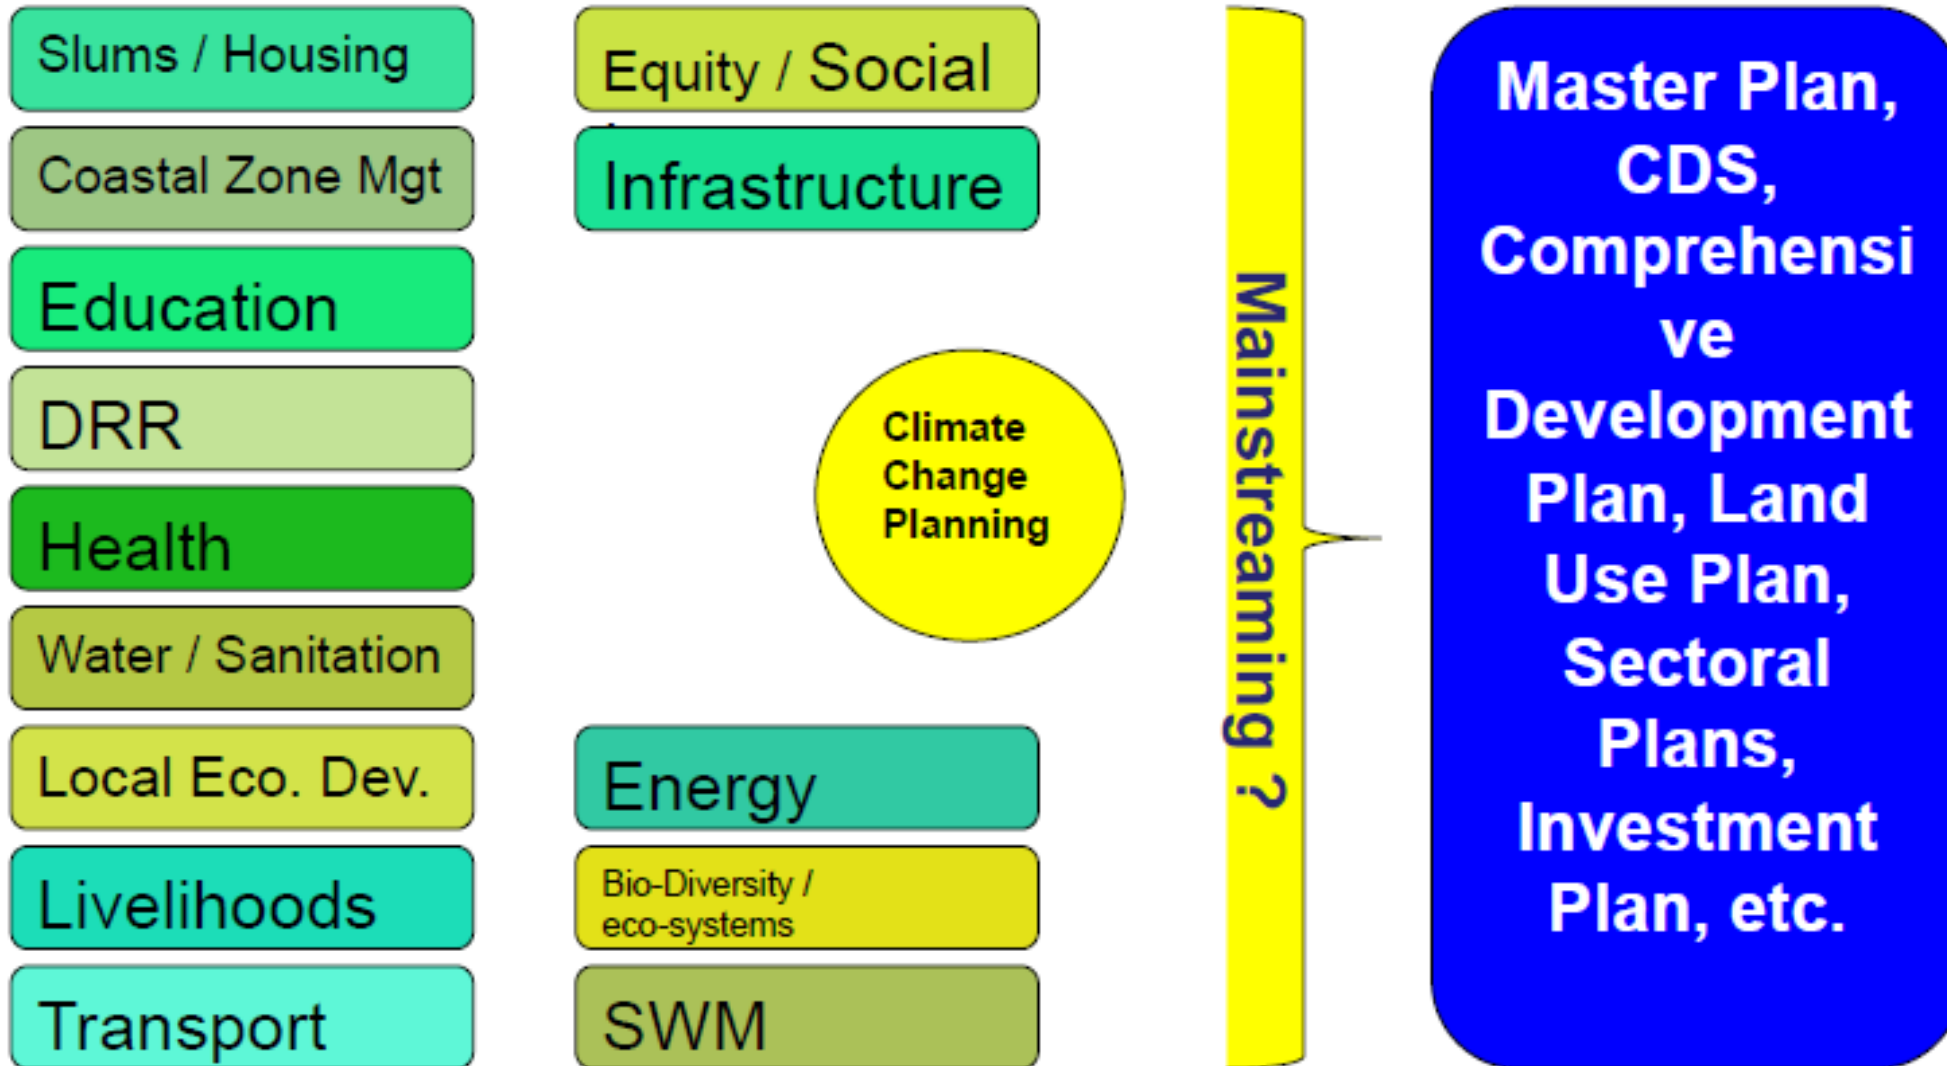 Slums / Housing
Coastal Zone Mgt
Education
DRR
Health
Water / Sanitation
Local Eco. Dev.
Livelihoods
Transport
Equity / Social
Infrastructure
Climate
Change
Planning
Energy
Bio-Diversity /
eco-systems
SWM
Mainstreaming ?
Master Plan,
CDS,
Comprehensi
ve
Development
Plan, Land
Use Plan,
Sectoral
Plans,
Investment
Plan, etc.